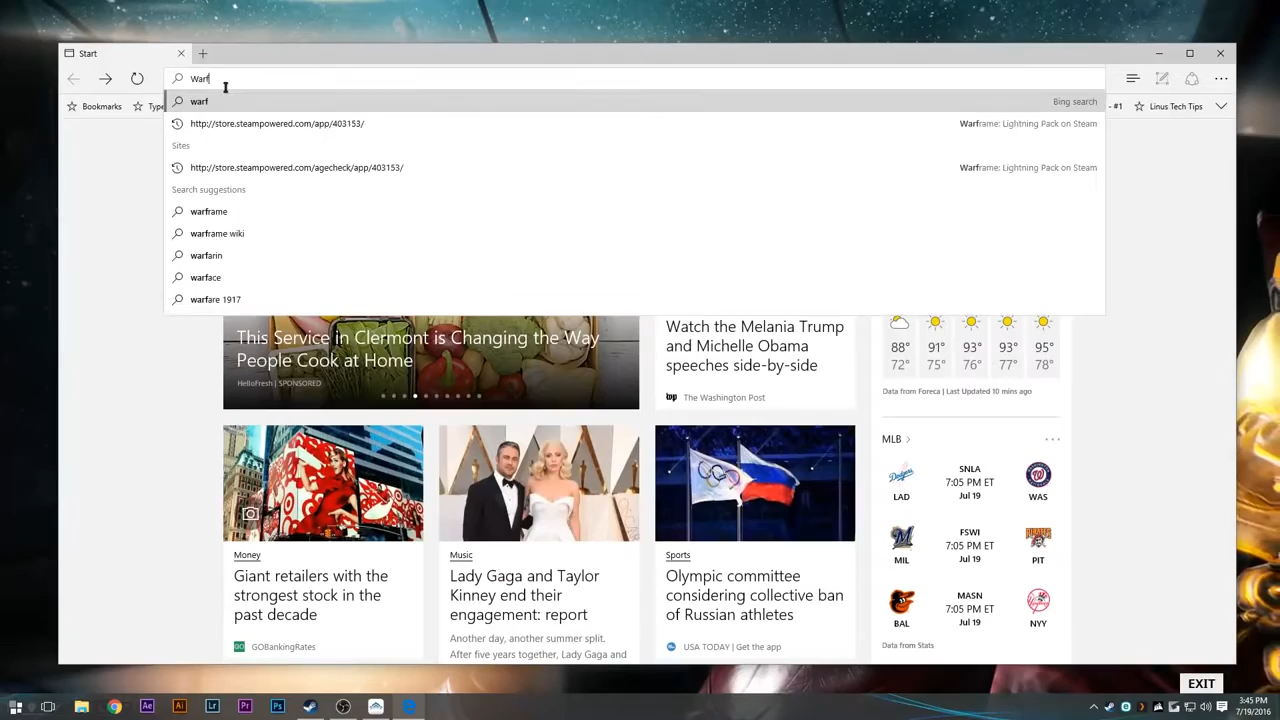 Start
Warf
Bookmarks
Type
- #1
Linus Tech Tips
warf
Bing search
http://store.steampowered.com/app/403153/
Warframe: Lightning Pack on Steam
Sites
http://store.steampowered.com/agecheck/app/403153/
Warframe: Lightning Pack on Steam
Search suggestions
warframe
warframe wiki
warfarin
warface
warfare 1917
This Service in Clermont is Changing the Way
People Cook at Home
HelloFresh | SPONSORED
Watch the Melania Trump
and Michelle Obama
speeches side-by-side
wp The Washington Post
88° 91° 93° 93° 95°
72° 75° 76° 77° 78°
Data from Foreca | Last Updated 10 mins ago
MLB
SNLA
7:05 PM ET
LAD Jul 19 WAS
FSWI
7:05 PM ET
MIL Jul 19 PIT
MASN
7:05 PM ET
BAL Jul 19 NYY
Data from Stats
Money
Giant retailers with the
strongest stock in the
past decade
GOBankingRates
Music
Lady Gaga and Taylor
Kinney end their
engagement: report
Another day, another summer split.
After five years together, Lady Gaga and
Sports
Olympic committee
considering collective ban
of Russian athletes
USA TODAY | Get the app
EXIT
Ae Ai Lr Pr Ps
3:45 PM
7/19/2016